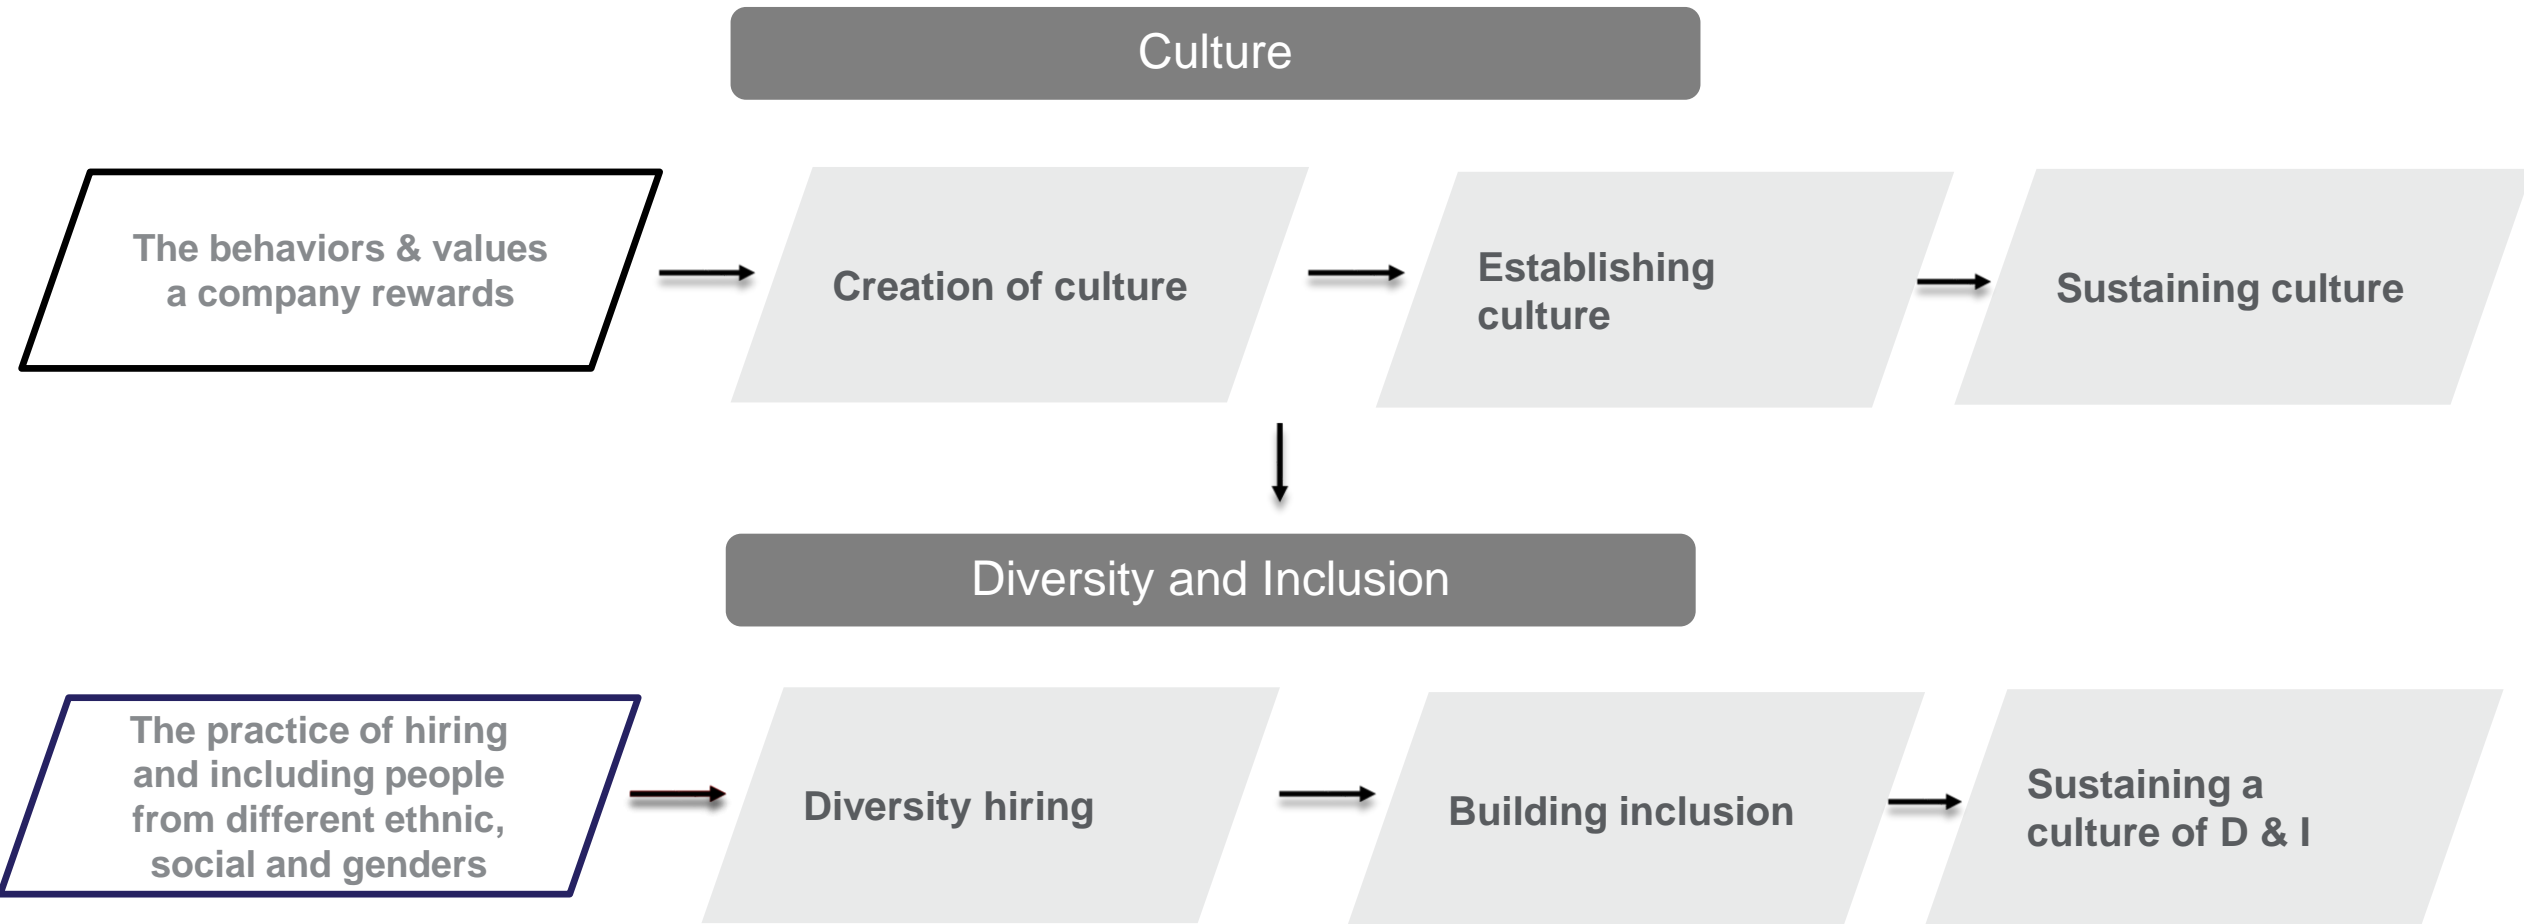 Culture
The behaviors & values
a company rewards
Creation of culture
Establishing
culture
Sustaining culture
Diversity and Inclusion
The practice of hiring
and including people
from different ethnic,
social and genders
Diversity hiring
Building inclusion
Sustaining a
culture of D & I